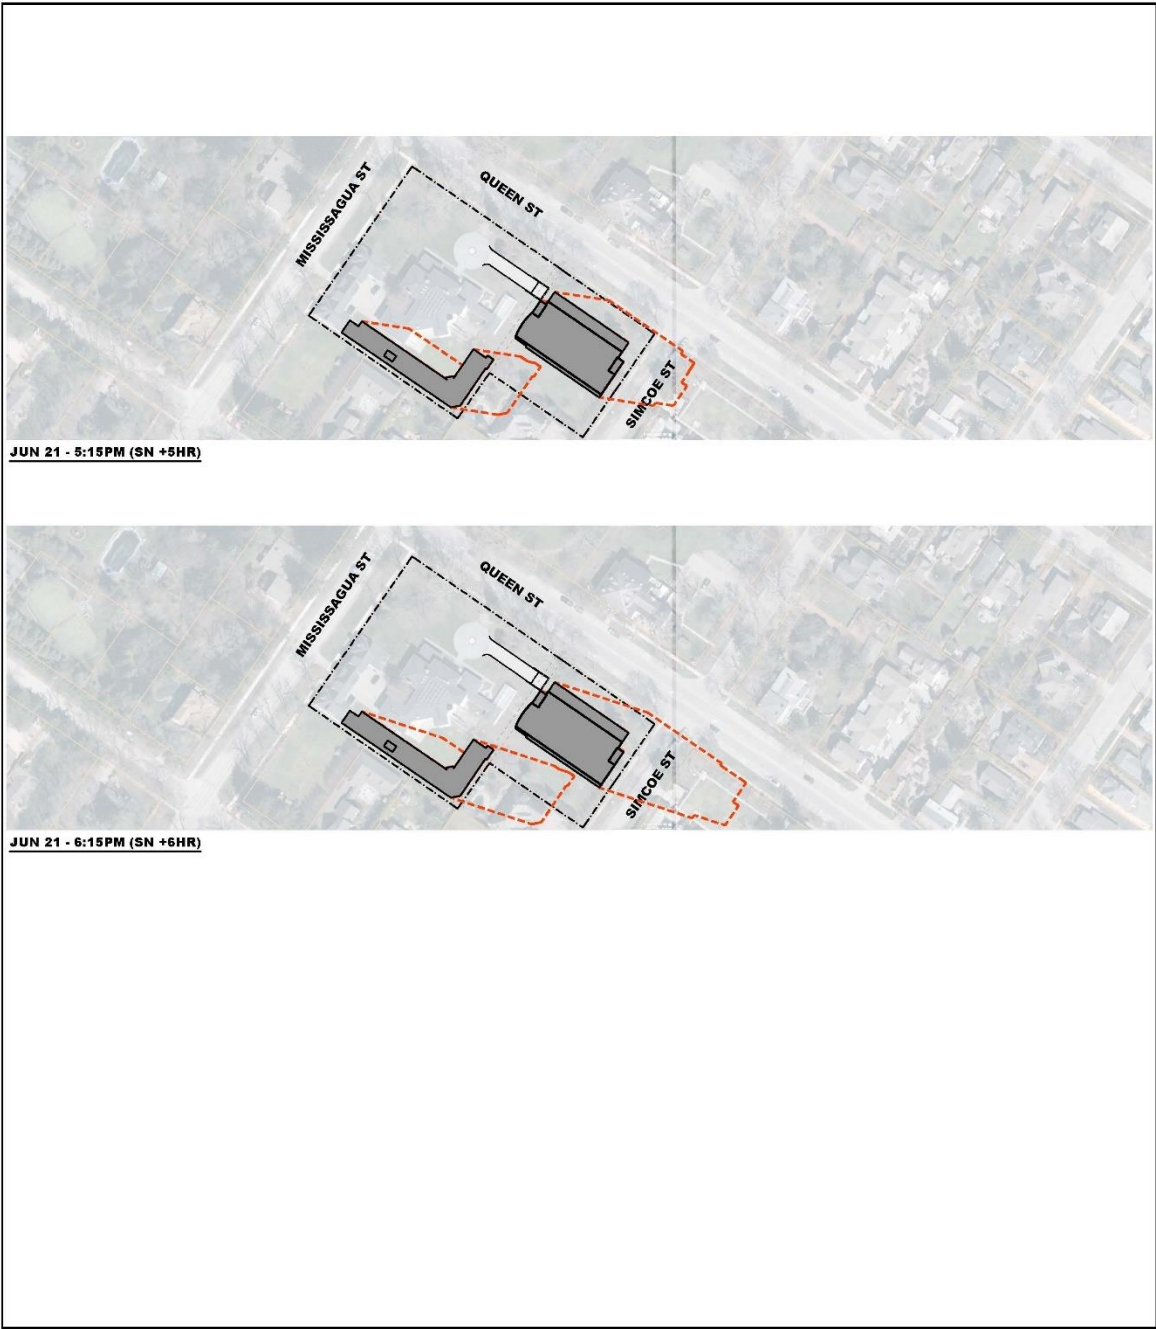 MISSISSAGUA ST
QUEEN ST
SIMCOE ST
JUN 21 - 5:15PM (SN +5HR)
MISSISSAGUA ST
QUEEN ST
SIMCOE ST
JUN 21 - 6:15PM (SN +6HR)